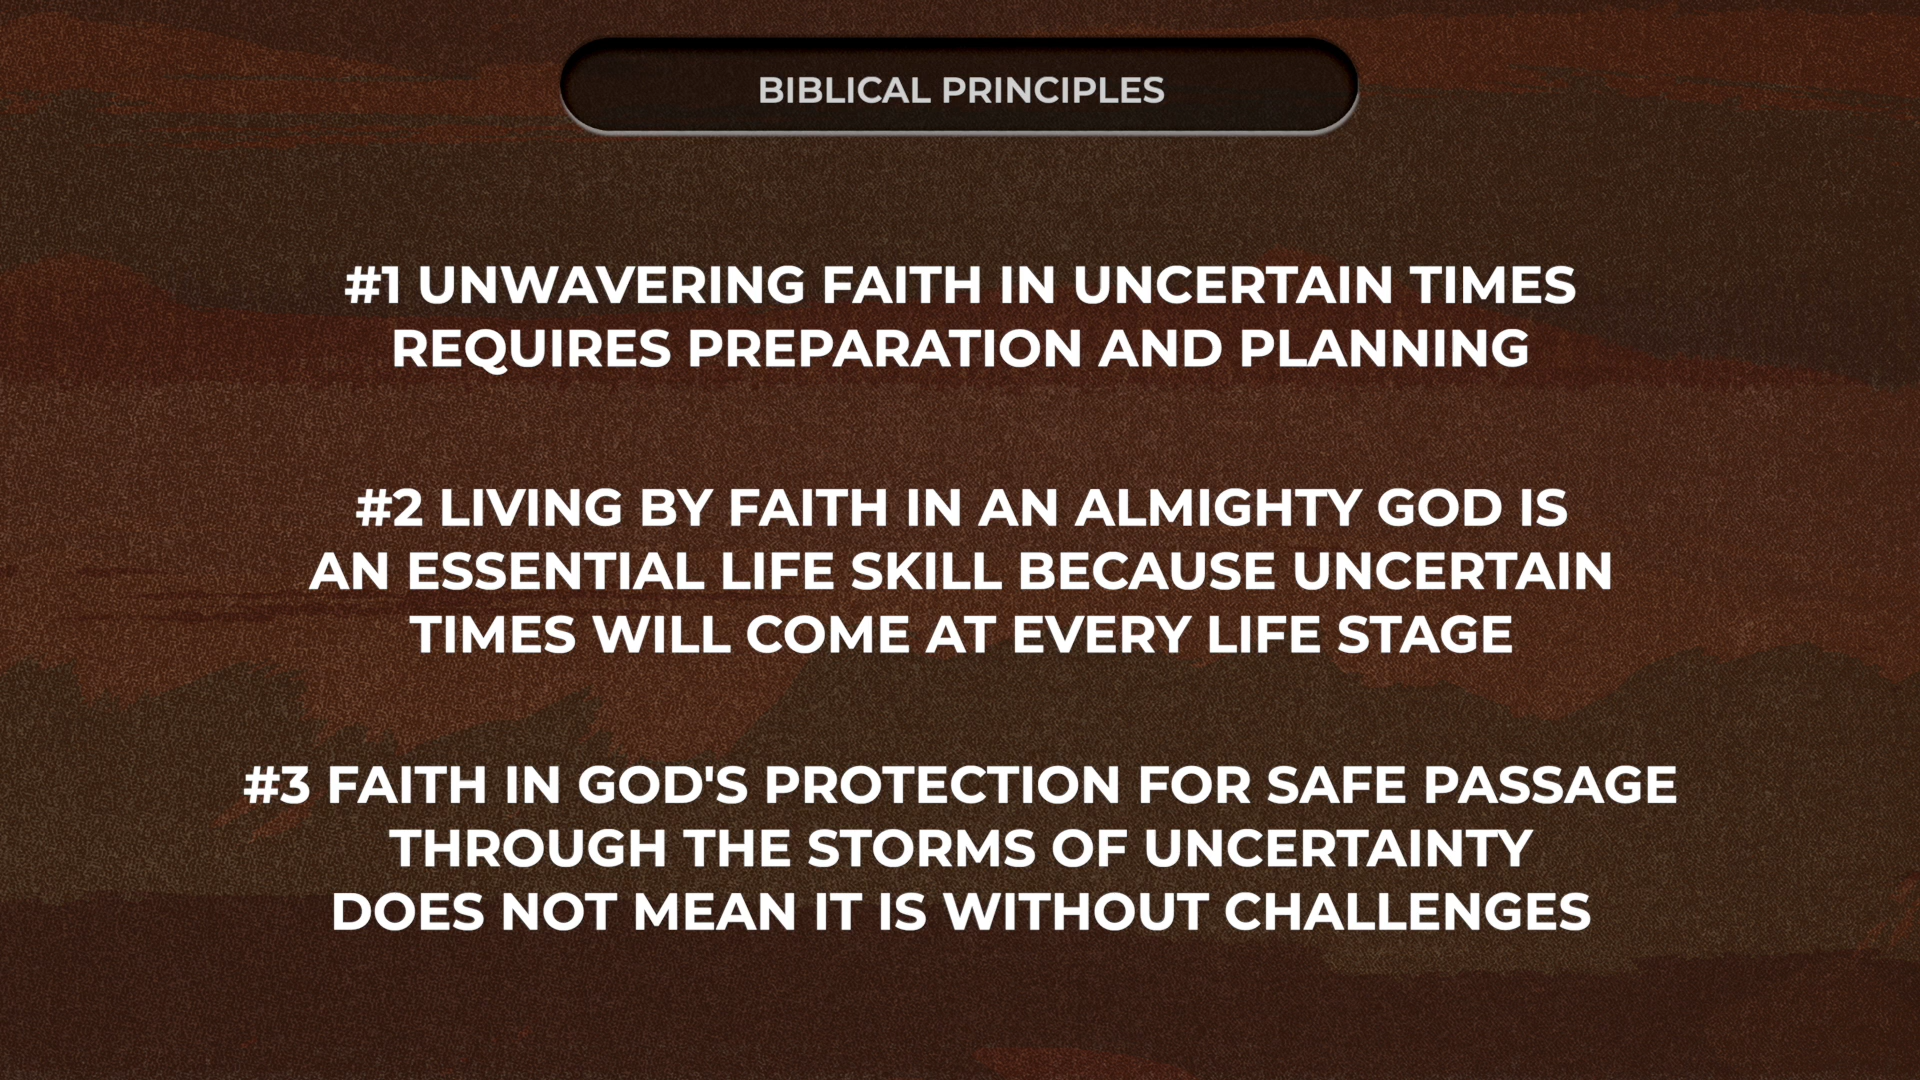 BIBLICAL PRINCIPLES
#1 UNWAVERING FAITH IN UNCERTAIN TIMES
REQUIRES PREPARATION AND PLANNING
#2 LIVING BY FAITH IN AN ALMIGHTY GOD IS
AN ESSENTIAL LIFE SKILL BECAUSE UNCERTAIN
TIMES WILL COME AT EVERY LIFE STAGE
#3 FAITH IN GOD'S PROTECTION FOR SAFE PASSAGE
THROUGH THE STORMS OF UNCERTAINTY
DOES NOT MEAN IT IS WITHOUT CHALLENGES